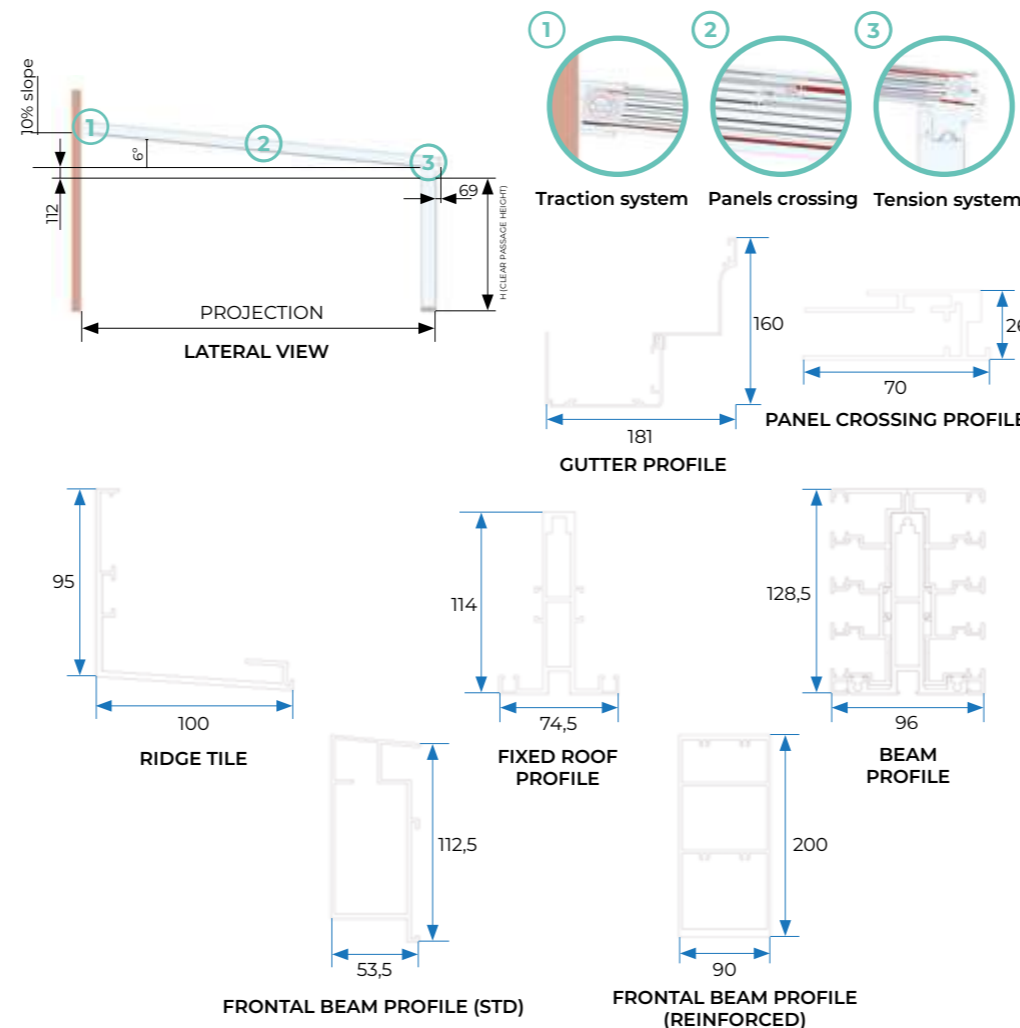 1
2
3
10% slope
1
2
3
6°
112
69
H (CLEAR PASSAGE HEIGHT)
PROJECTION
LATERAL VIEW
Traction system
Panels crossing
Tension system
160
181
GUTTER PROFILE
26
70
PANEL CROSSING PROFILE
95
100
RIDGE TILE
114
74,5
FIXED ROOF
PROFILE
128,5
96
BEAM
PROFILE
112,5
53,5
FRONTAL BEAM PROFILE (STD)
200
90
FRONTAL BEAM PROFILE
(REINFORCED)